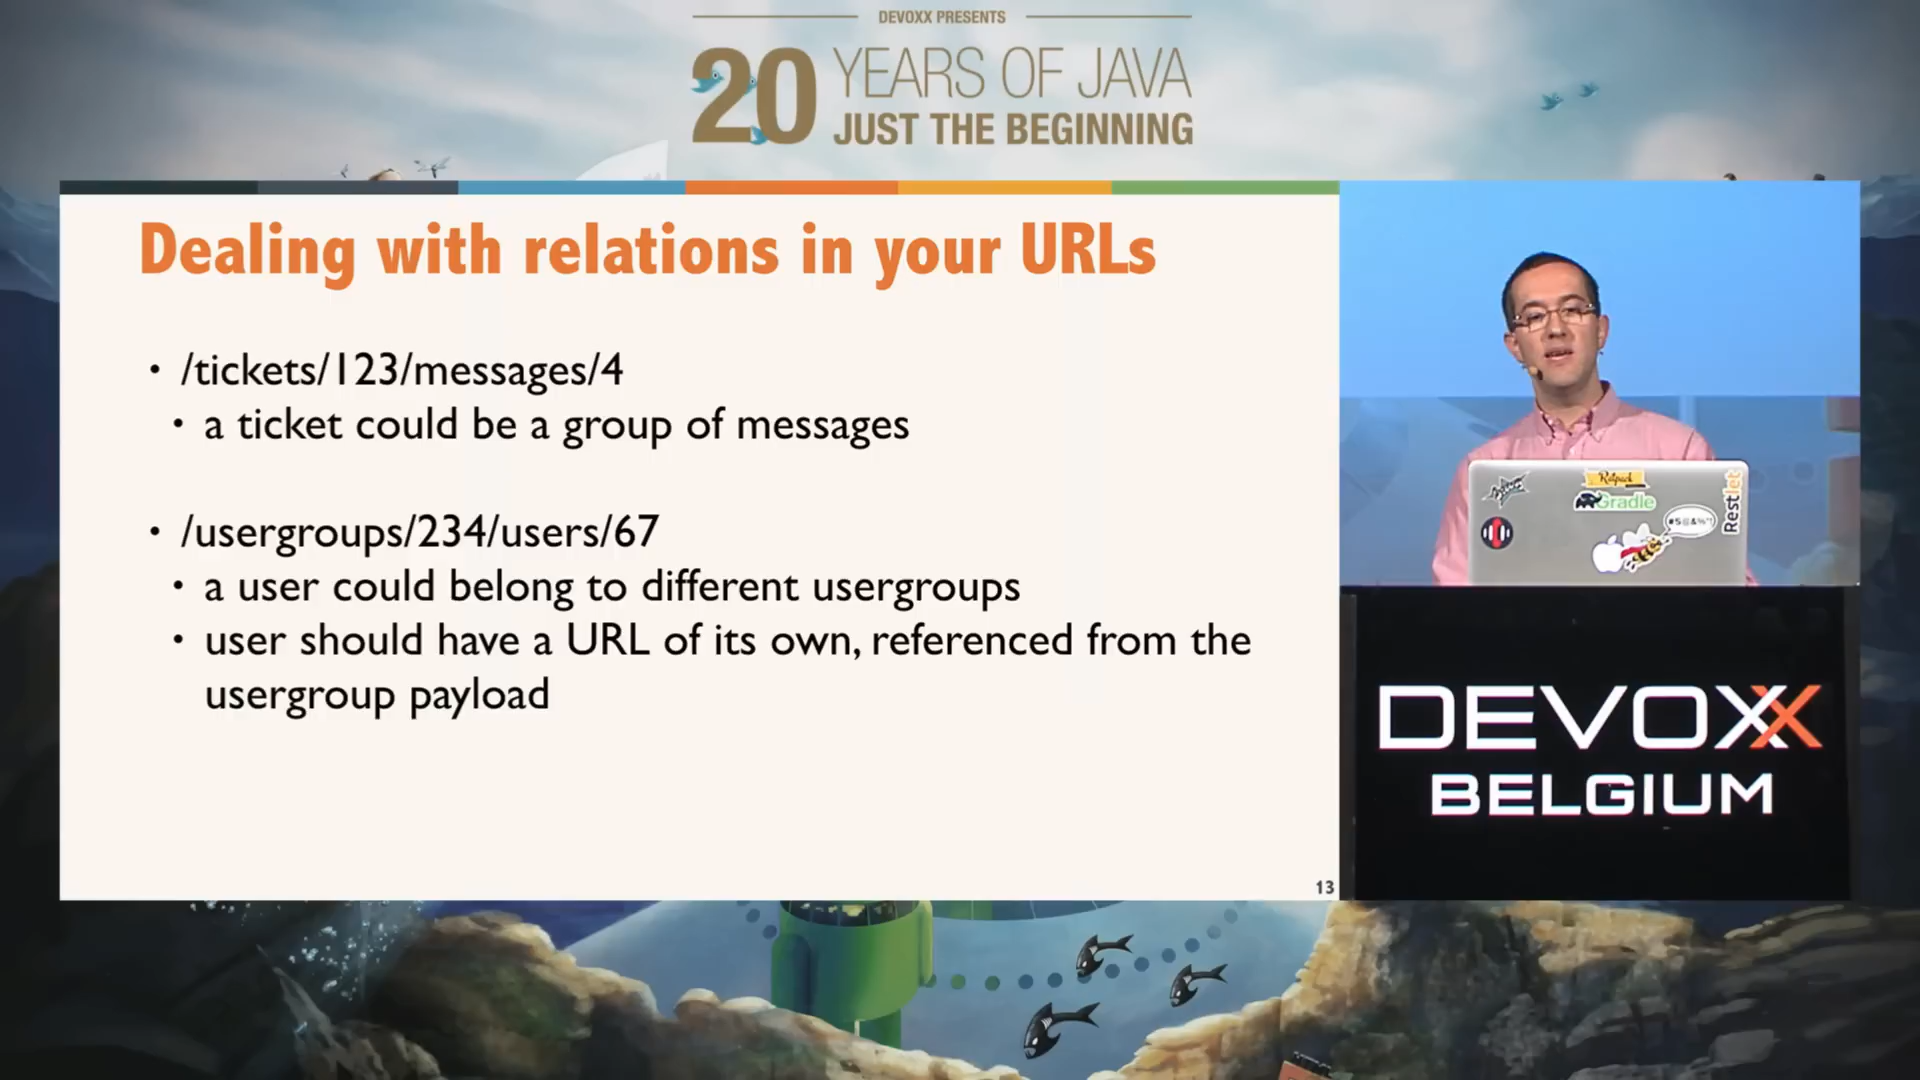 DEVOXX PRESENTS
20 YEARS OF JAVA
JUST THE BEGINNING
Dealing with relations in your URLs
• /tickets/123/messages/4
• a ticket could be a group of messages
• /usergroups/234/users/67
• a user could belong to different usergroups
• user should have a URL of its own, referenced from the
usergroup payload
13
Ratpack
Gradle
Restlet
#$@&%*!
DEVOXX
BELGIUM